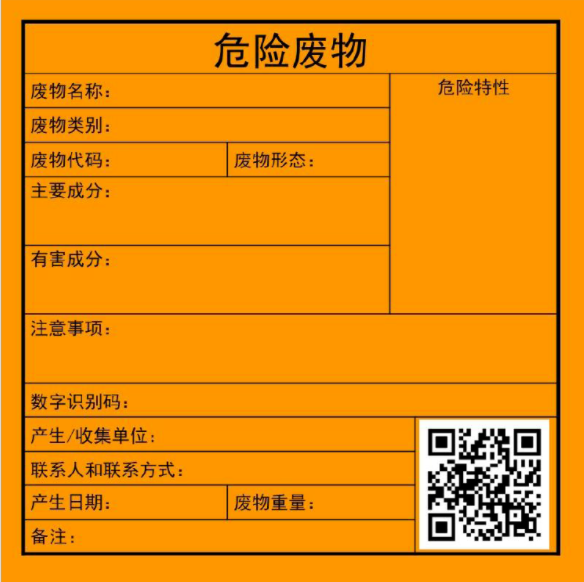 危险废物
废物名称：
危险特性
废物类别：
废物代码： 废物形态：
主要成分：
有害成分：
注意事项：
数字识别码：
产生/收集单位：
联系人和联系方式：
产生日期： 废物重量：
备注：